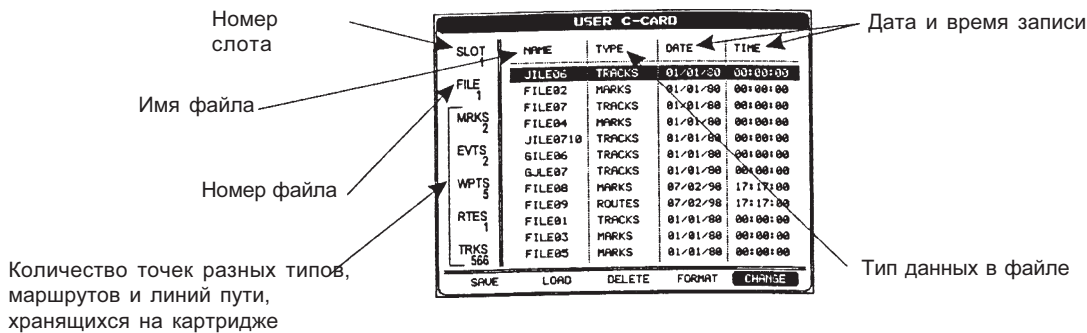 Номер
слота
Имя файла
Номер файла
Количество точек разных типов,
маршрутов и линий пути,
хранящихся на картридже
USER C-CARD
SLOT
1
FILE
1
MRKS
2
EVTS
2
WPTS
5
RTES
1
TRKS
566
NAME TYPE DATE TIME
JILE06 TRACKS 01/01/80 00:00:00
FILE02 MARKS 01/01/80 00:00:00
FILE07 TRACKS 01/01/80 00:00:00
FILE04 MARKS 01/01/80 00:00:00
JILE0710 TRACKS 01/01/80 00:00:00
GILE06 TRACKS 01/01/80 00:00:00
GJLE07 TRACKS 01/01/80 00:00:00
FILE08 MARKS 07/02/98 17:17:00
FILE09 ROUTES 07/02/98 17:17:00
FILE01 TRACKS 01/01/80 00:00:00
FILE03 MARKS 01/01/80 00:00:00
FILE05 MARKS 01/01/80 00:00:00
SAVE LOAD DELETE FORMAT CHANGE
Дата и время записи
Тип данных в файле